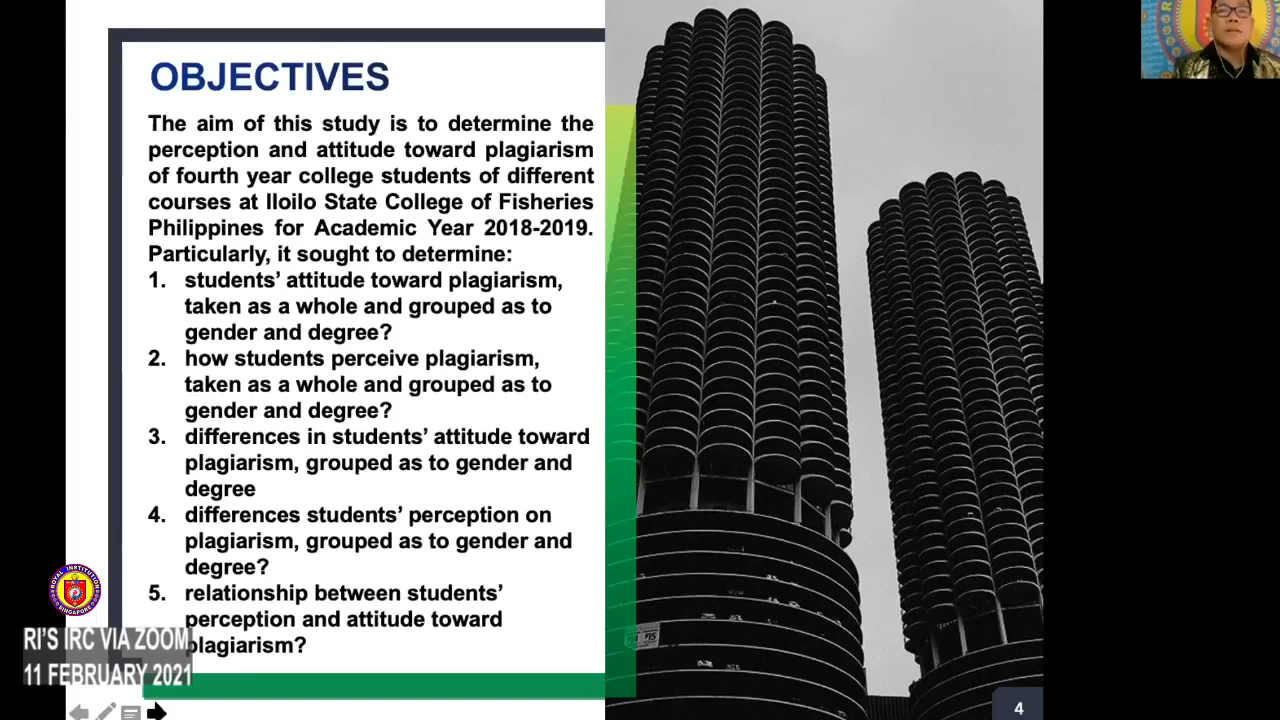 OBJECTIVES
The aim of this study is to determine the
perception and attitude toward plagiarism
of fourth year college students of different
courses at Iloilo State College of Fisheries
Philippines for Academic Year 2018-2019.
Particularly, it sought to determine:
1. students’ attitude toward plagiarism,
taken as a whole and grouped as to
gender and degree?
2. how students perceive plagiarism,
taken as a whole and grouped as to
gender and degree?
3. differences in students’ attitude toward
plagiarism, grouped as to gender and
degree
4. differences students’ perception on
plagiarism, grouped as to gender and
degree?
5. relationship between students’
perception and attitude toward
plagiarism?
ROYAL INSTITUTION
SINGAPORE
RI'S IRC VIA ZOOM
11 FEBRUARY 2021
4